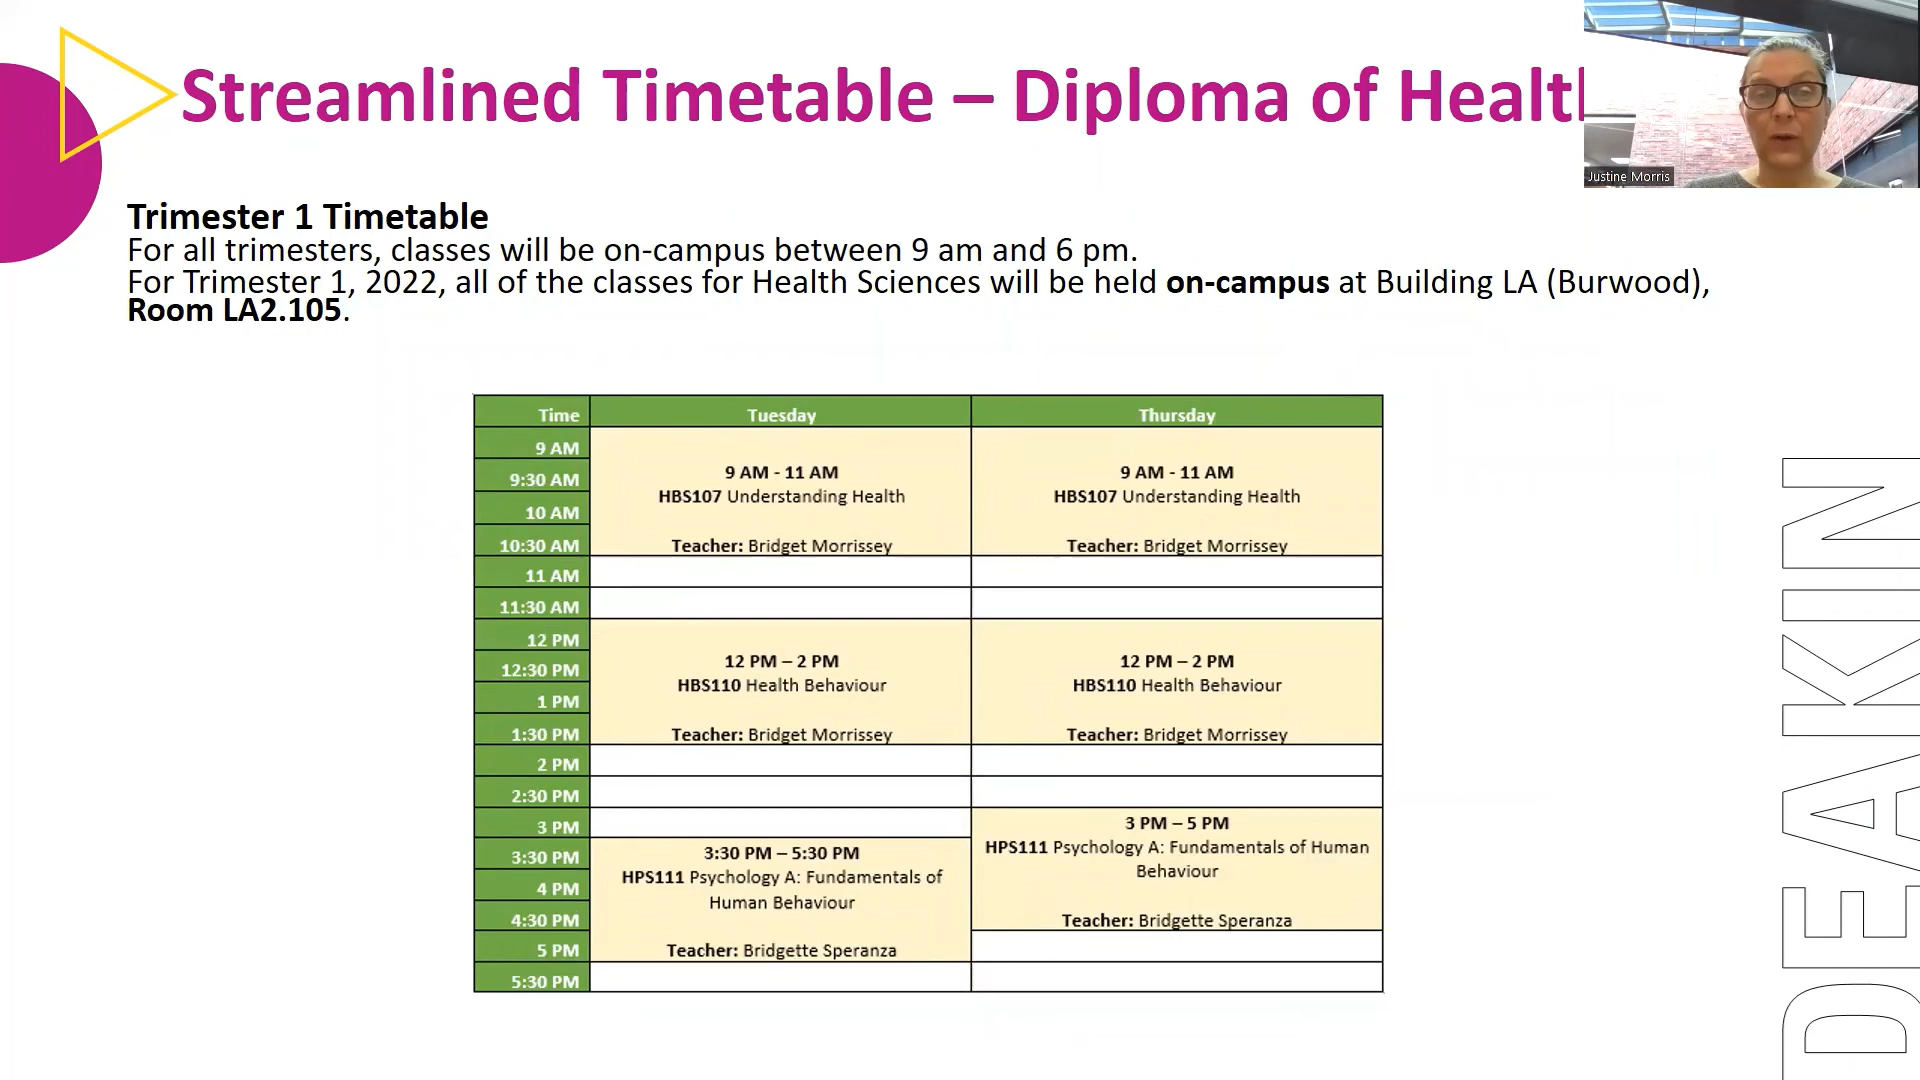 Streamlined Timetable – Diploma of Healt
Justine Morris
Trimester 1 Timetable
For all trimesters, classes will be on-campus between 9 am and 6 pm.
For Trimester 1, 2022, all of the classes for Health Sciences will be held on-campus at Building LA (Burwood),
Room LA2.105.
Time Tuesday Thursday
9 AM
9:30 AM
10 AM
10:30 AM
11 AM
11:30 AM
12 PM
12:30 PM
1 PM
1:30 PM
2 PM
2:30 PM
3 PM
3:30 PM
4 PM
4:30 PM
5 PM
5:30 PM
9 AM - 11 AM
HBS107 Understanding Health
Teacher: Bridget Morrissey
12 PM – 2 PM
HBS110 Health Behaviour
Teacher: Bridget Morrissey
3:30 PM – 5:30 PM
HPS111 Psychology A: Fundamentals of
Human Behaviour
Teacher: Bridgette Speranza
9 AM - 11 AM
HBS107 Understanding Health
Teacher: Bridget Morrissey
12 PM – 2 PM
HBS110 Health Behaviour
Teacher: Bridget Morrissey
3 PM – 5 PM
HPS111 Psychology A: Fundamentals of Human
Behaviour
Teacher: Bridgette Speranza
DEAKIN